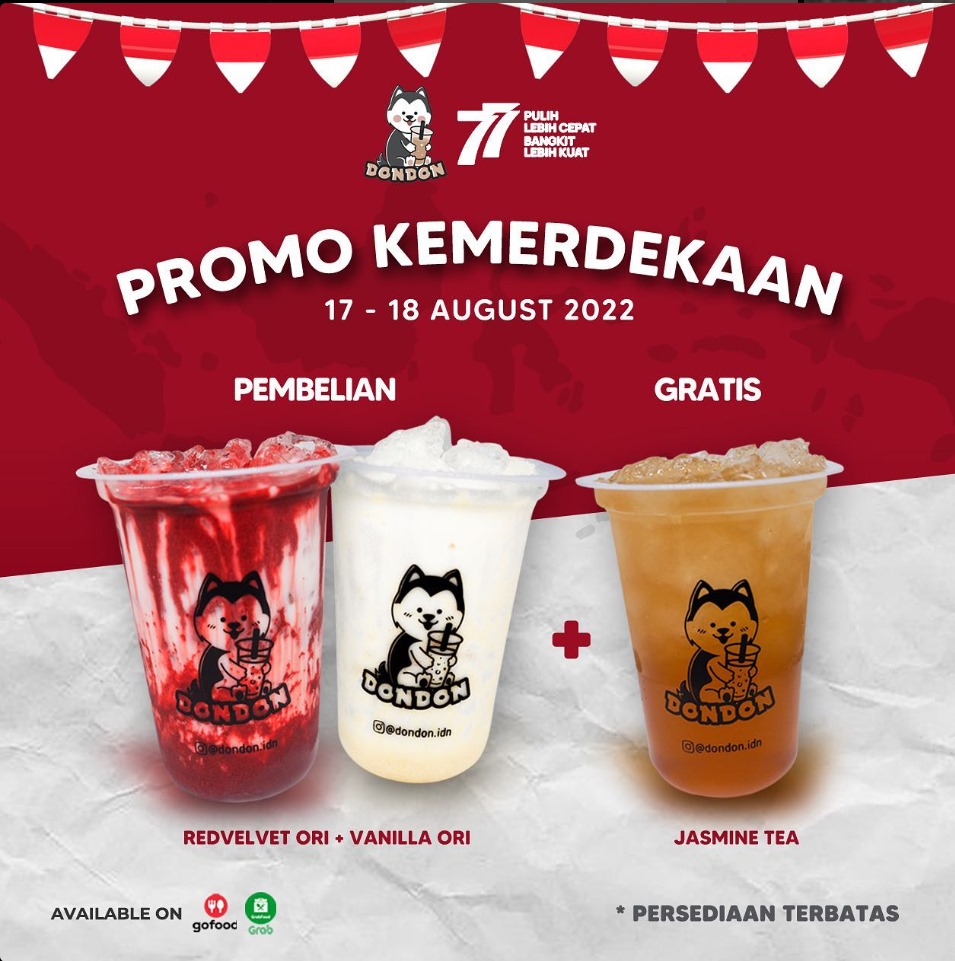 DONDON
77
PULIH
LEBIH CEPAT
BANGKIT
LEBIH KUAT
PROMO KEMERDEKAAN
17 - 18 AUGUST 2022
PEMBELIAN
GRATIS
DONDON
@dondon.idn
DONDON
@dondon.idn
DONDON
@dondon.idn
REDVELVET ORI + VANILLA ORI
JASMINE TEA
AVAILABLE ON
gofood
GrabFood
Grab
* PERSEDIAAN TERBATAS